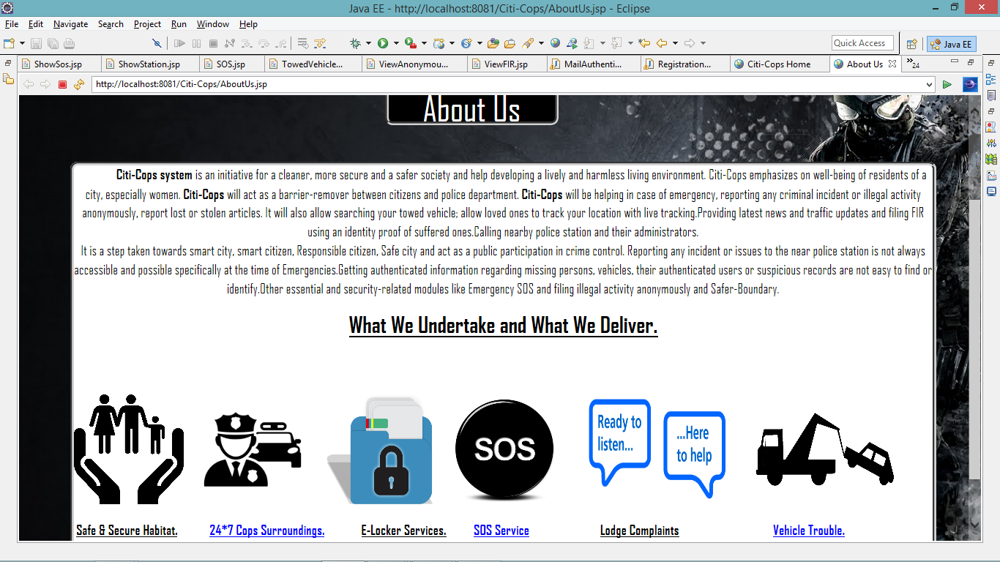 Java EE - http://localhost:8081/Citi-Cops/AboutUs.jsp - Eclipse
File Edit Navigate Search Project Run Window Help
Quick Access Java EE
ShowSos.jsp ShowStation.jsp SOS.jsp TowedVehicle... ViewAnonymou... ViewFIR.jsp MailAuthenti... Registration... Citi-Cops Home About Us »24
http://localhost:8081/Citi-Cops/AboutUs.jsp
About Us
Citi-Cops system is an initiative for a cleaner, more secure and a safer society and help developing a lively and harmless living environment. Citi-Cops emphasizes on well-being of residents of a
city, especially women. Citi-Cops will act as a barrier-remover between citizens and police department. Citi-Cops will be helping in case of emergency, reporting any criminal incident or illegal activity
anonymously, report lost or stolen articles. It will also allow searching your towed vehicle; allow loved ones to track your location with live tracking.Providing latest news and traffic updates and filing FIR
using an identity proof of suffered ones.Calling nearby police station and their administrators.
It is a step taken towards smart city, smart citizen, Responsible citizen, Safe city and act as a public participation in crime control. Reporting any incident or issues to the near police station is not always
accessible and possible specifically at the time of Emergencies.Getting authenticated information regarding missing persons, vehicles, their authenticated users or suspicious records are not easy to find or
identify.Other essential and security-related modules like Emergency SOS and filing illegal activity anonymously and Safer-Boundary.
What We Undertake and What We Deliver.
SOS
Ready to
listen...
...Here
to help
Safe & Secure Habitat. 24*7 Cops Surroundings. E-Locker Services. SOS Service Lodge Complaints Vehicle Trouble.